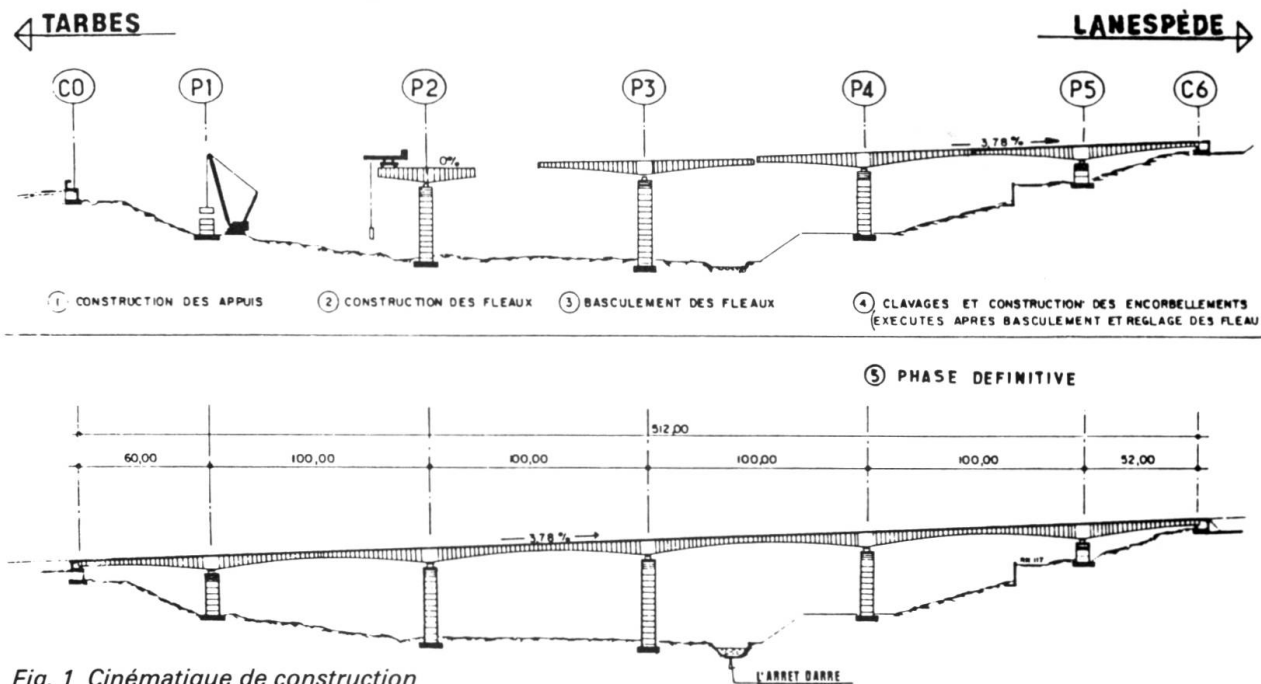 TARBES
LANESPÈDE
C0 P1 P2 P3 P4 P5 C6
0%
3,78 %
① CONSTRUCTION DES APPUIS
② CONSTRUCTION DES FLEAUX
③ BASCULEMENT DES FLEAUX
④ CLAVAGES ET CONSTRUCTION DES ENCORBELLEMENTS
(EXECUTES APRES BASCULEMENT ET REGLAGE DES FLEAU
⑤ PHASE DEFINITIVE
512,00
60,00 100,00 100,00 100,00 100,00 52,00
3,78 %
RN 117
L'ARRET DARRE
Fig. 1 Cinématique de construction